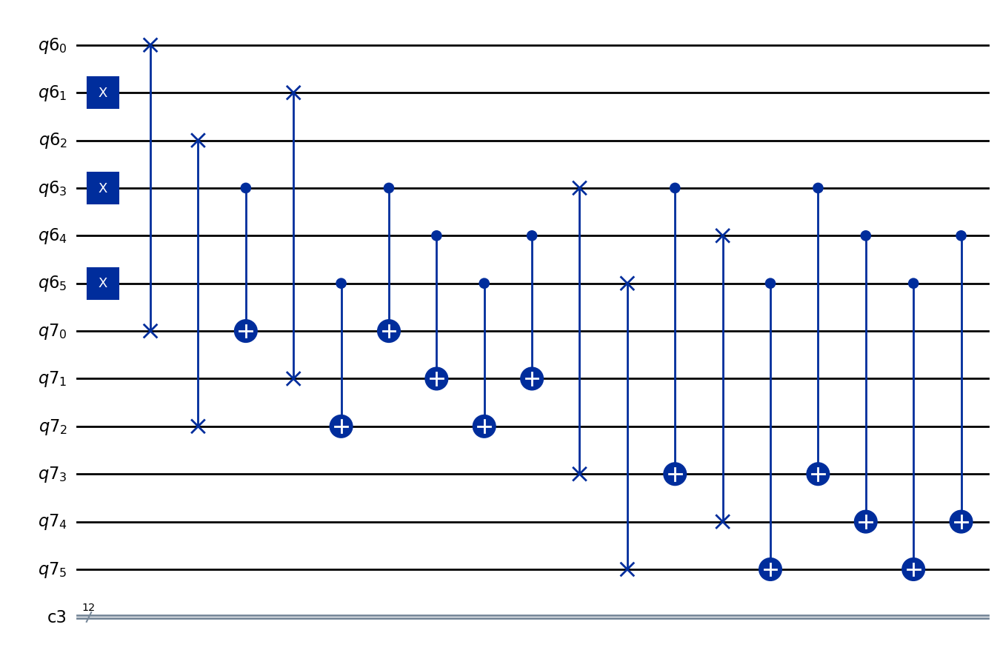 q6₀
q6₁ X
q6₂
q6₃ X
q6₄
q6₅ X
q7₀
q7₁
q7₂
q7₃
q7₄
q7₅
12
c3